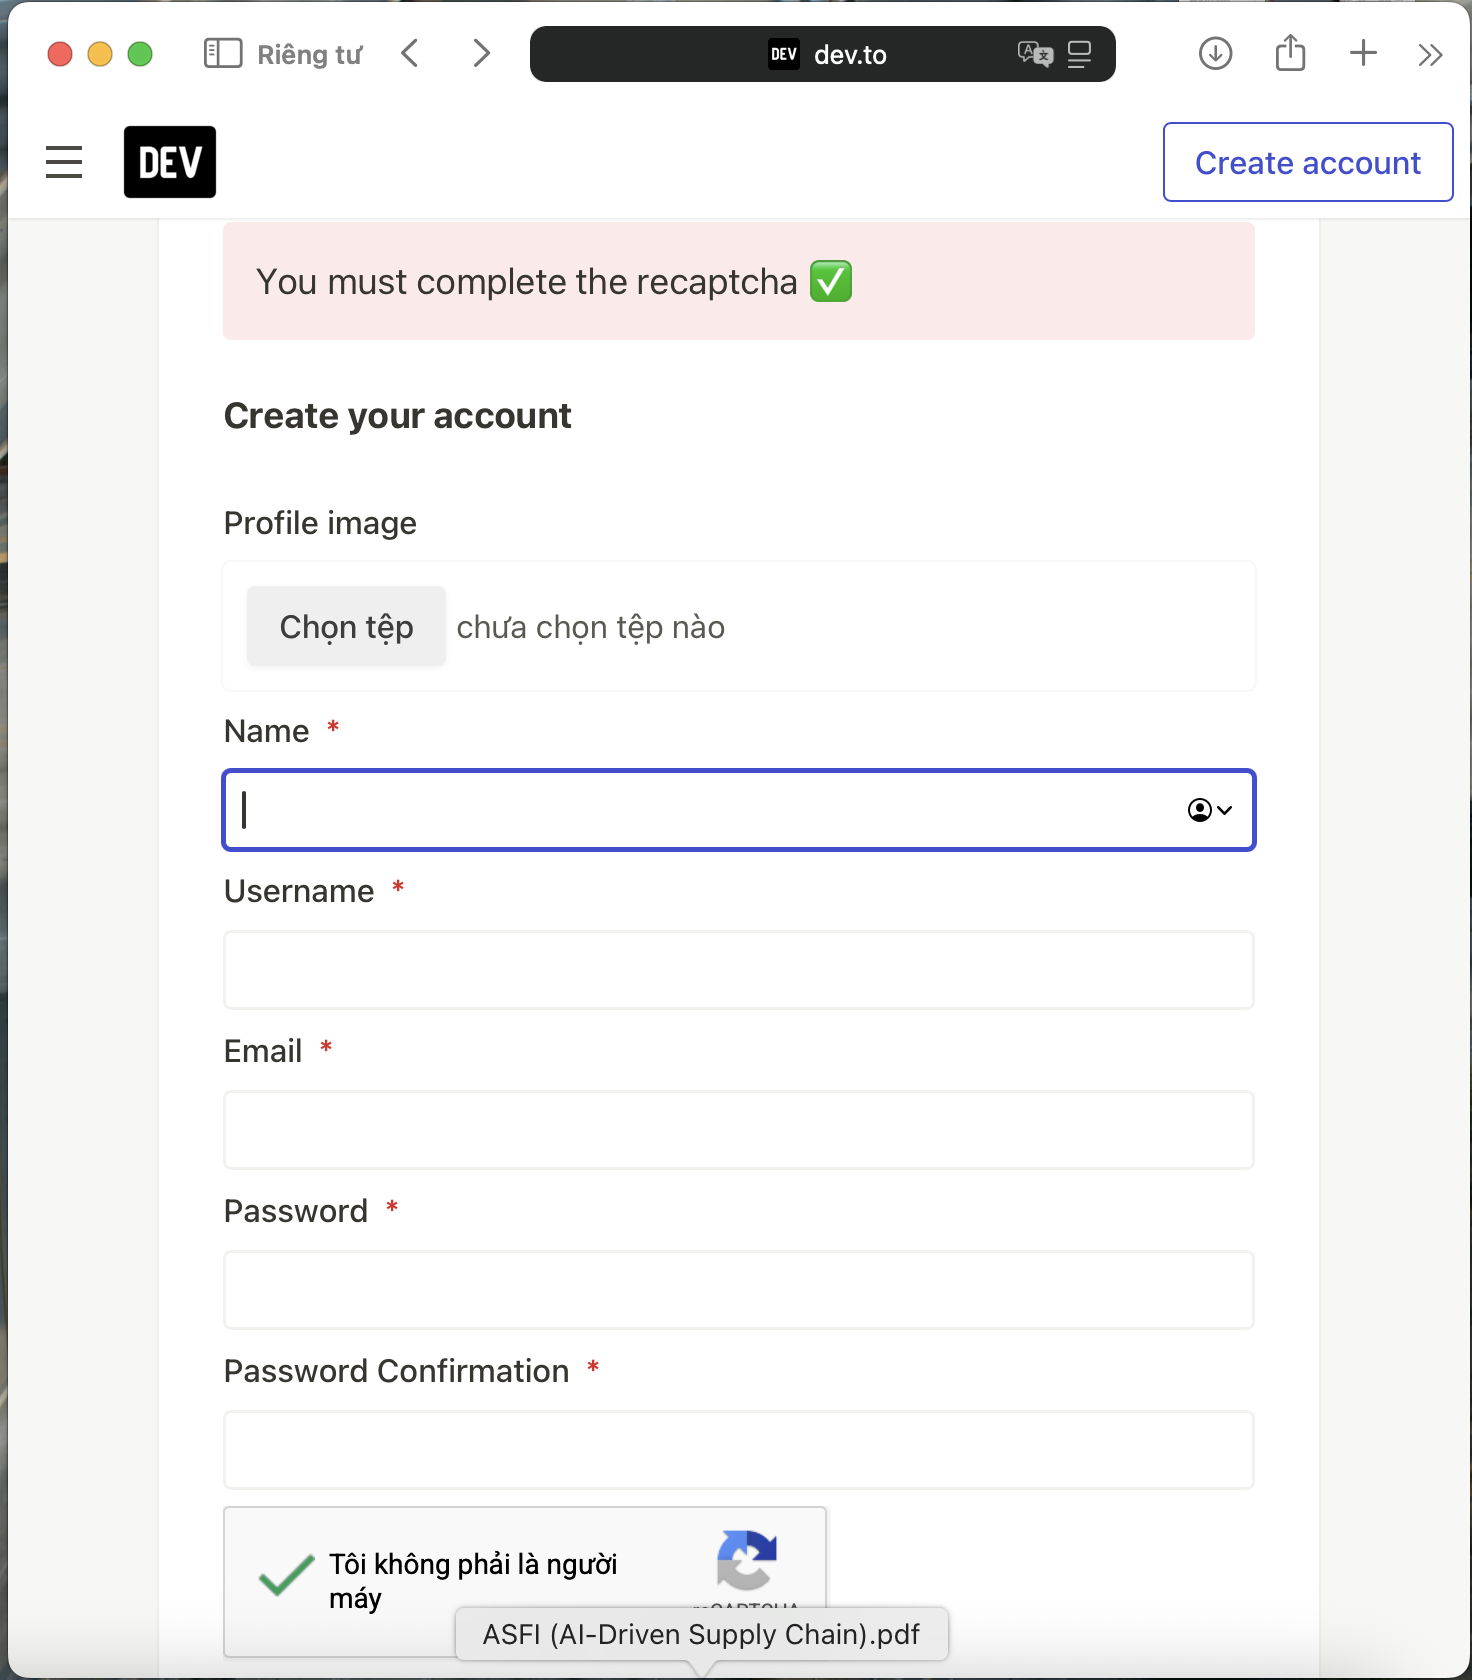 Riêng tư
DEV dev.to
DEV
Create account
You must complete the recaptcha ✅
Create your account
Profile image
Chọn tệp chưa chọn tệp nào
Name *
Username *
Email *
Password *
Password Confirmation *
Tôi không phải là người
máy
reCAPTCHA
ASFI (AI-Driven Supply Chain).pdf